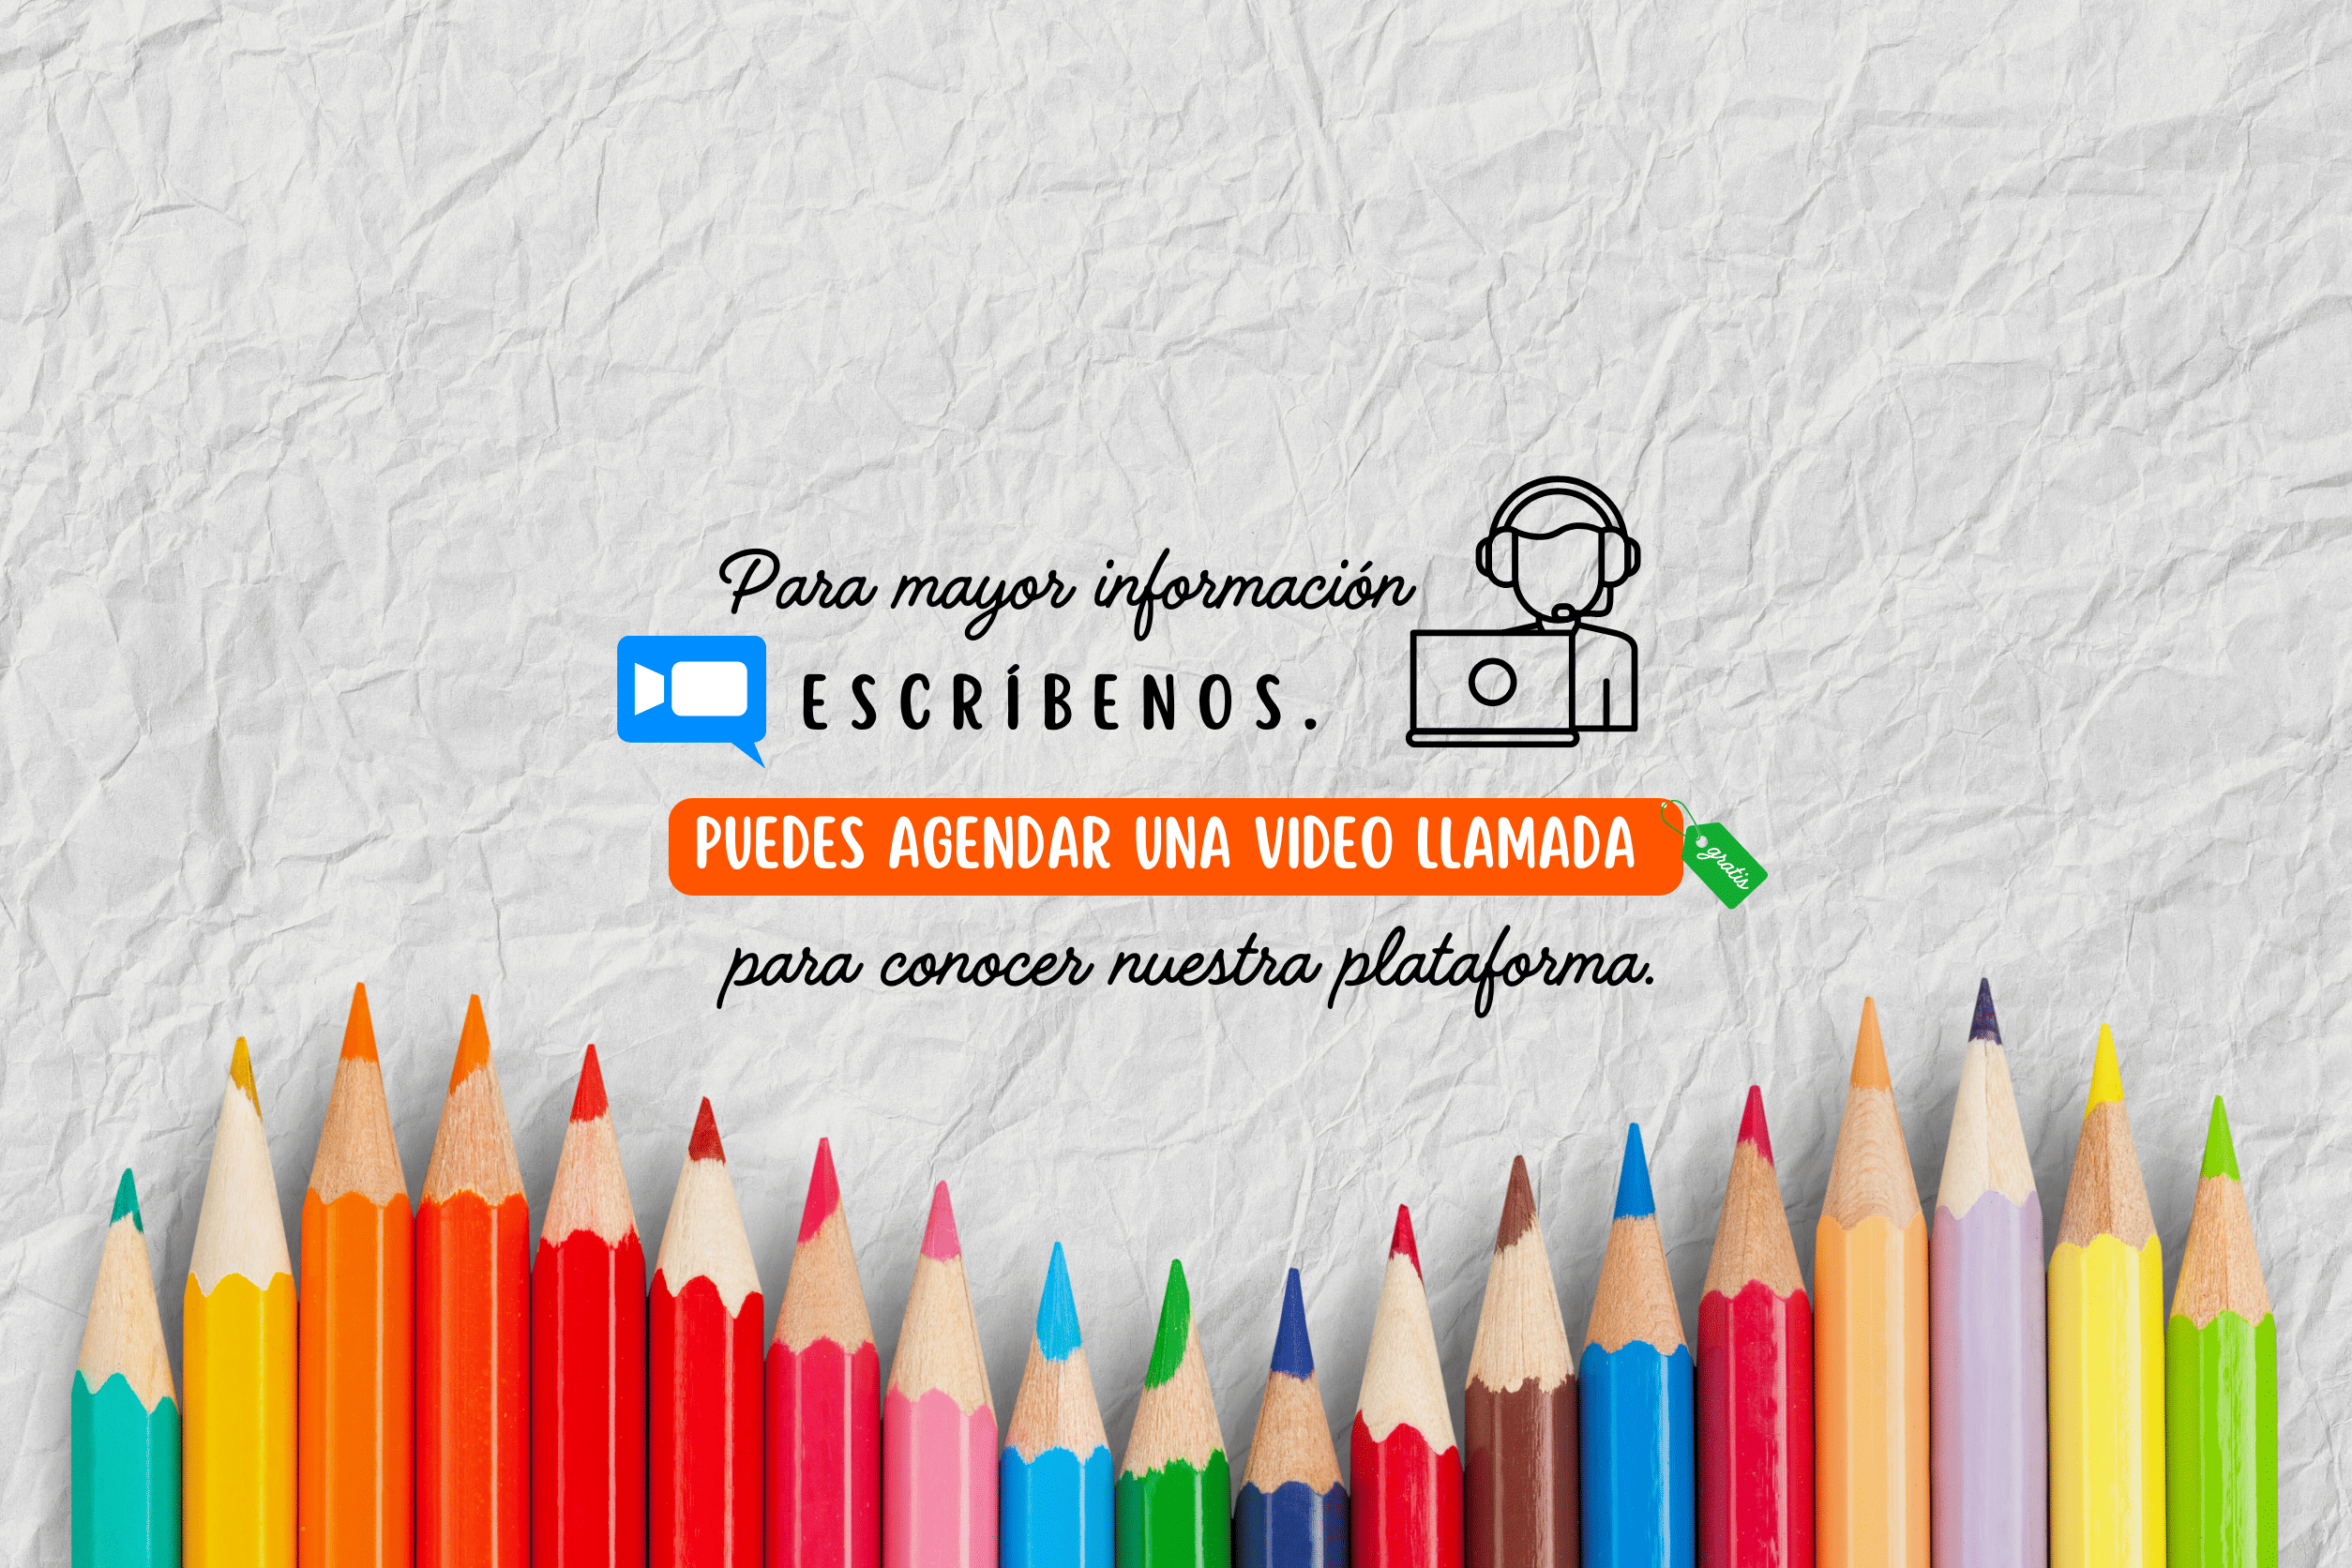 Para mayor información
ESCRÍBENOS.
PUEDES AGENDAR UNA VIDEO LLAMADA
gratis
para conocer nuestra plataforma.